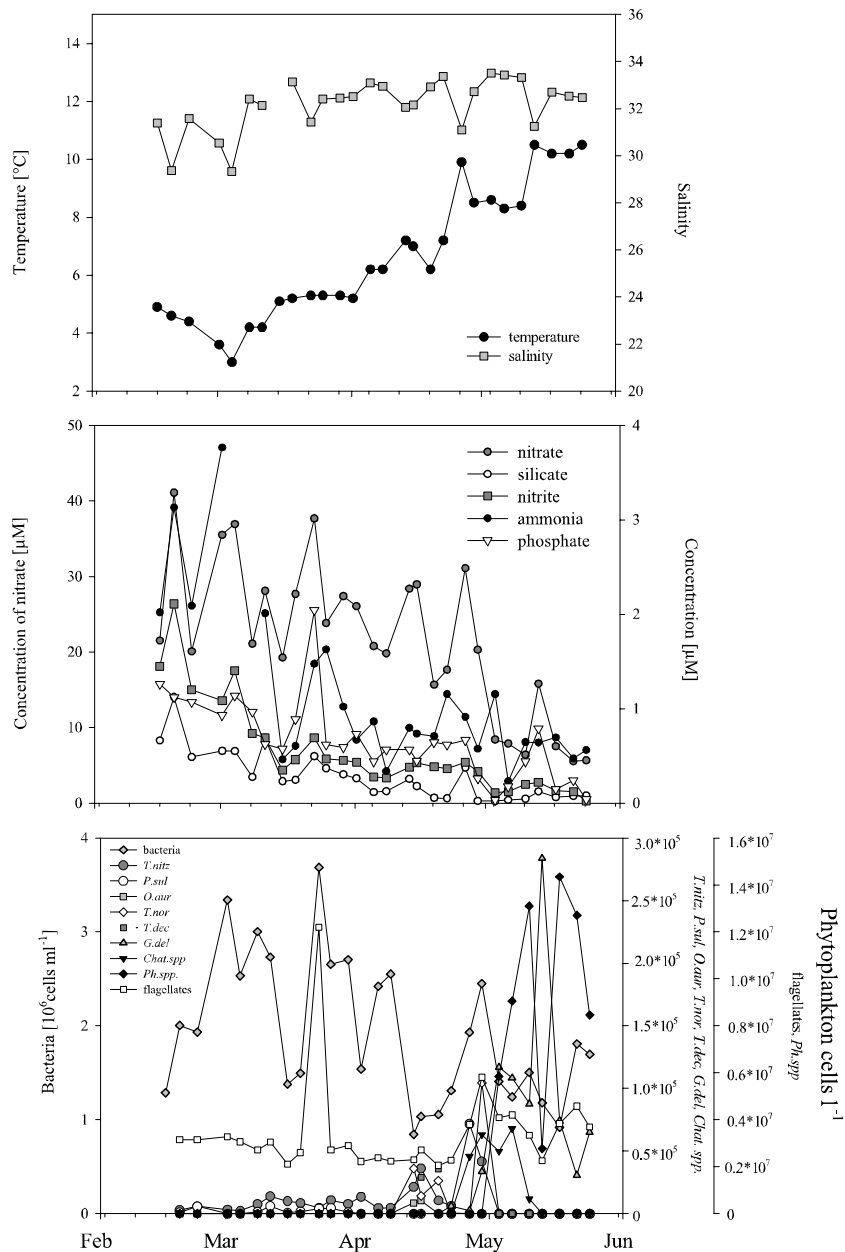 14
12
10
8
6
4
2
Temperature [°C]
36
34
32
30
28
26
24
22
20
Salinity
temperature
salinity
50
40
30
20
10
0
Concentration of nitrate [µM]
4
3
2
1
0
Concentration [µM]
nitrate
silicate
nitrite
ammonia
phosphate
4
3
2
1
0
Bacteria [10⁶cells ml⁻¹]
bacteria
T.nitz
P.sul
O.aur
T.nor
T.dec
G.del
Chat.spp
Ph.spp.
flagellates
3.0*10⁵
2.5*10⁵
2.0*10⁵
1.5*10⁵
1.0*10⁵
5.0*10⁴
0
T.nitz, P.sul, O.aur, T.nor, T.dec, G.del, Chat. spp.
1.6*10⁷
1.4*10⁷
1.2*10⁷
1.0*10⁷
8.0*10⁶
6.0*10⁶
4.0*10⁶
2.0*10⁶
0
flagellates, Ph.spp
Phytoplankton cells l⁻¹
Feb Mar Apr May Jun